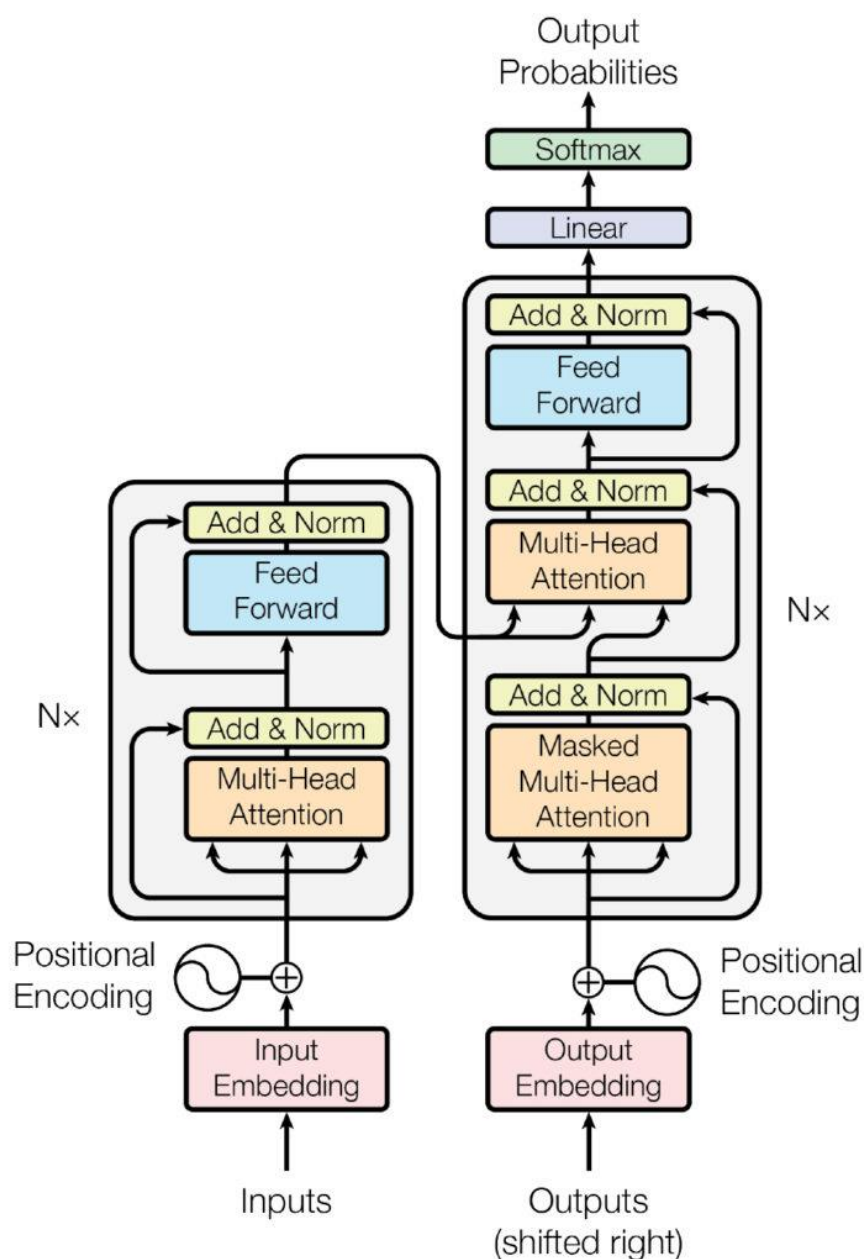 Output
Probabilities
Softmax
Linear
Add & Norm
Feed
Forward
Add & Norm
Multi-Head
Attention
Add & Norm
Masked
Multi-Head
Attention
Nx
Add & Norm
Feed
Forward
Add & Norm
Multi-Head
Attention
Nx
Positional
Encoding
Positional
Encoding
Input
Embedding
Output
Embedding
Inputs
Outputs
(shifted right)